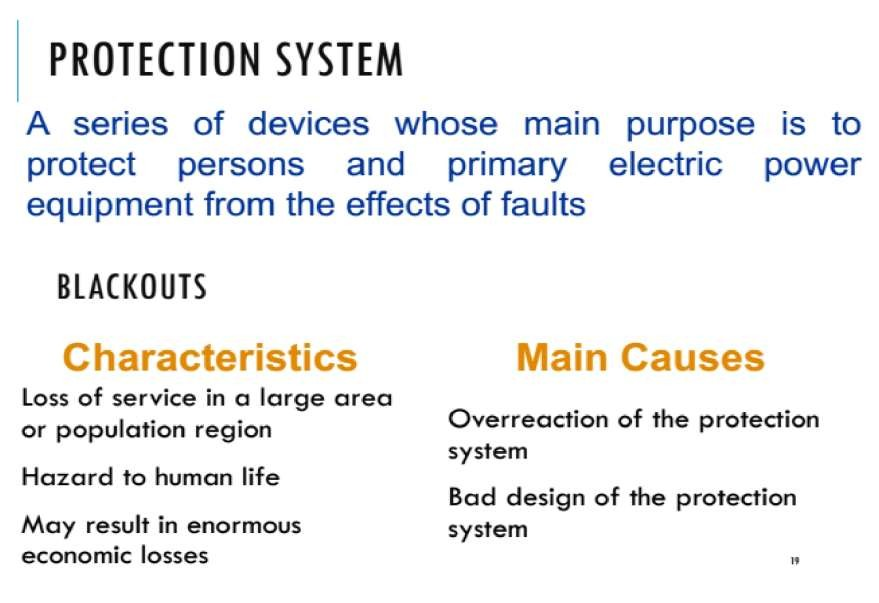 PROTECTION SYSTEM
A series of devices whose main purpose is to
protect persons and primary electric power
equipment from the effects of faults
BLACKOUTS
Characteristics
Loss of service in a large area
or population region
Hazard to human life
May result in enormous
economic losses
Main Causes
Overreaction of the protection
system
Bad design of the protection
system
19